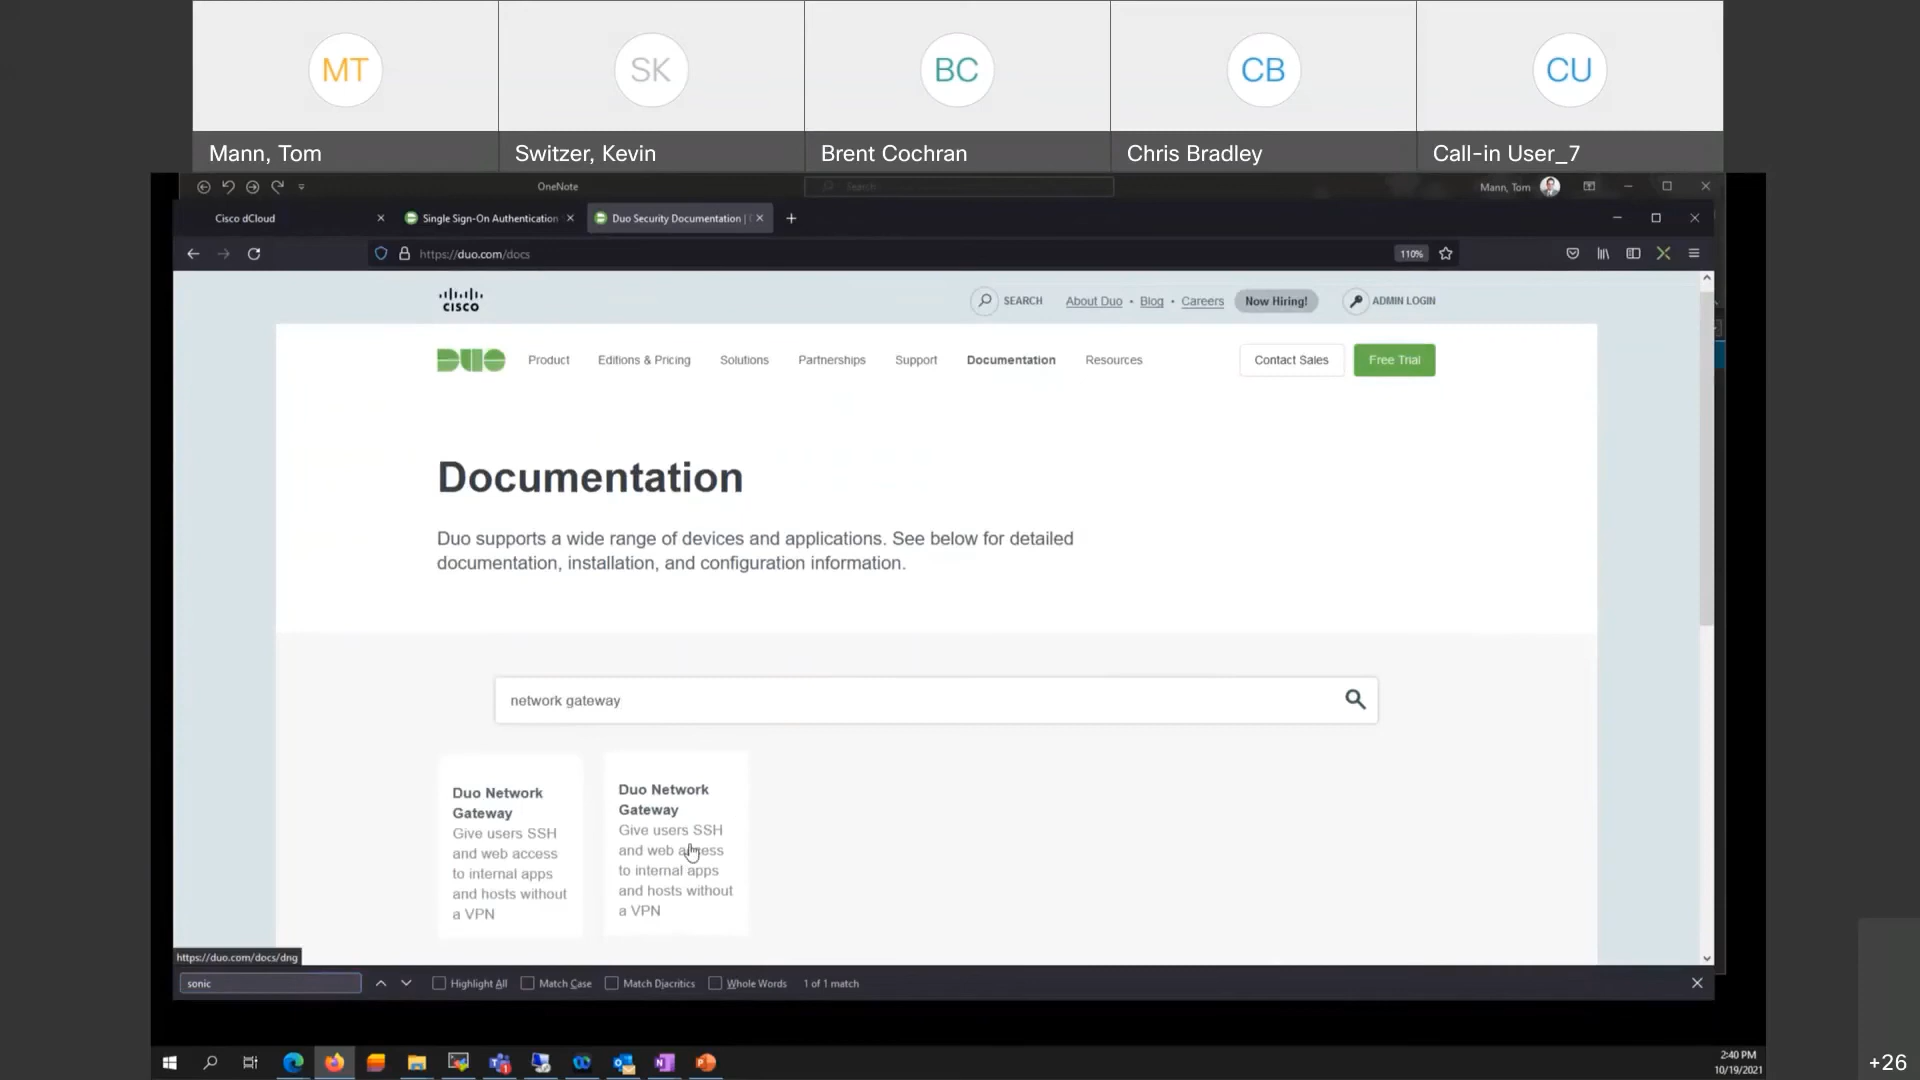 MT
SK
BC
CB
CU
Mann, Tom
Switzer, Kevin
Brent Cochran
Chris Bradley
Call-in User_7
OneNote
Search
Mann, Tom
Cisco dCloud
Single Sign-On Authentication
Duo Security Documentation |
https://duo.com/docs
110%
CISCO
SEARCH
About Duo • Blog • Careers
Now Hiring!
ADMIN LOGIN
DUO
Product
Editions & Pricing
Solutions
Partnerships
Support
Documentation
Resources
Contact Sales
Free Trial
Documentation
Duo supports a wide range of devices and applications. See below for detailed
documentation, installation, and configuration information.
network gateway
Duo Network
Gateway
Give users SSH
and web access
to internal apps
and hosts without
a VPN
Duo Network
Gateway
Give users SSH
and web access
to internal apps
and hosts without
a VPN
https://duo.com/docs/dng
sonic
Highlight All
Match Case
Match Diacritics
Whole Words
1 of 1 match
2:40 PM
10/19/2021
+26